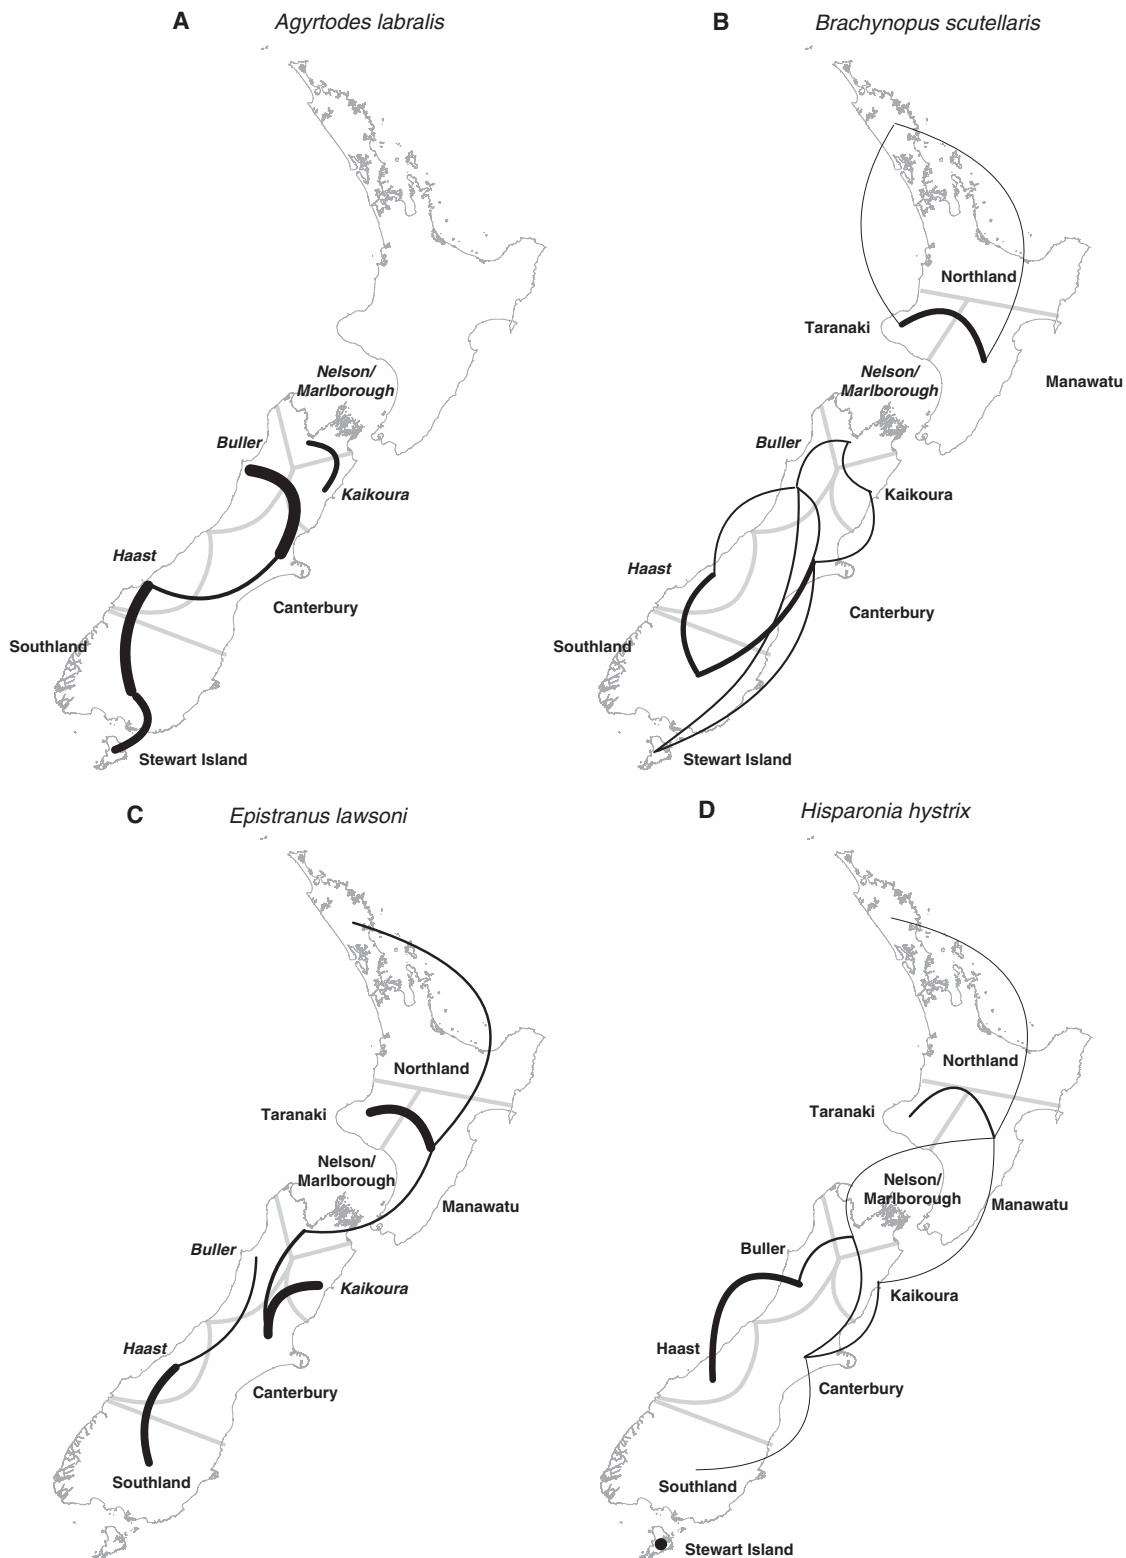 A Agyrtodes labralis
Nelson/
Marlborough
Buller
Kaikoura
Haast
Canterbury
Southland
Stewart Island
B Brachynopus scutellaris
Northland
Taranaki
Nelson/
Marlborough
Manawatu
Buller
Kaikoura
Haast
Canterbury
Southland
Stewart Island
C Epistranus lawsoni
Northland
Taranaki
Nelson/
Marlborough
Manawatu
Buller
Kaikoura
Haast
Canterbury
Southland
D Hisparonia hystrix
Northland
Taranaki
Nelson/
Marlborough
Manawatu
Buller
Kaikoura
Haast
Canterbury
Southland
Stewart Island